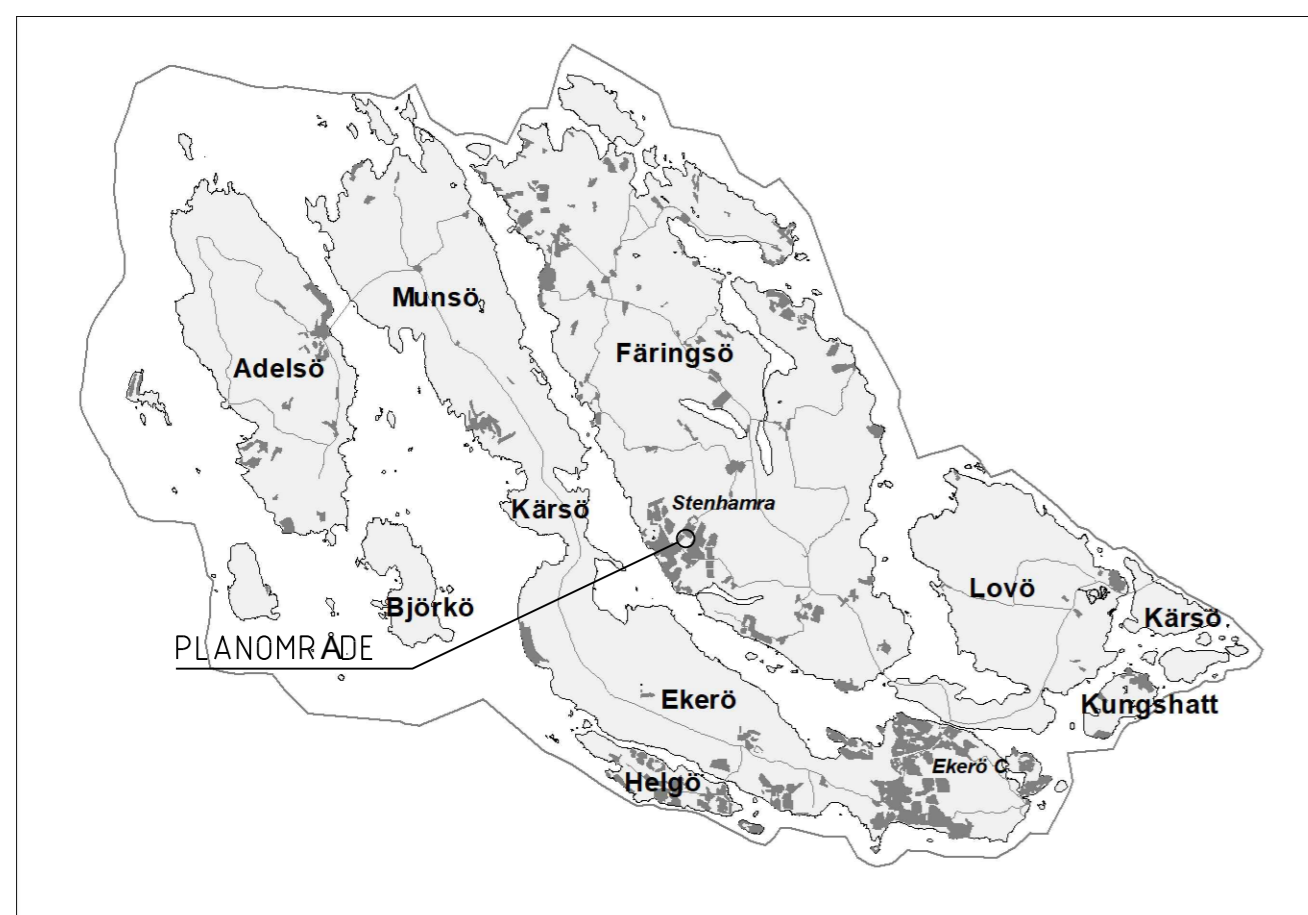 Munsö
Färingsö
Adelsö
Stenhamra
Kärsö
Lovö
Björkö
Kärsö
PLANOMRÅDE
Ekerö
Kungshatt
Ekerö C
Helgö